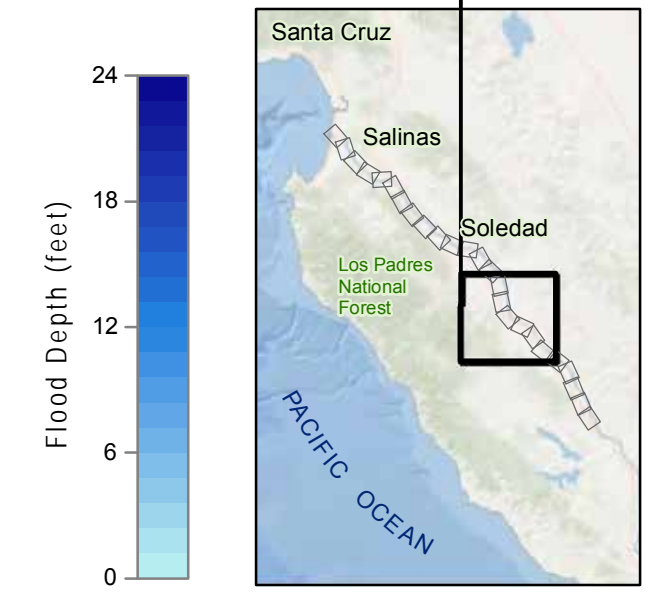 Flood Depth (feet)
24
18
12
6
0
Santa Cruz
Salinas
Soledad
Los Padres
National
Forest
PACIFIC OCEAN